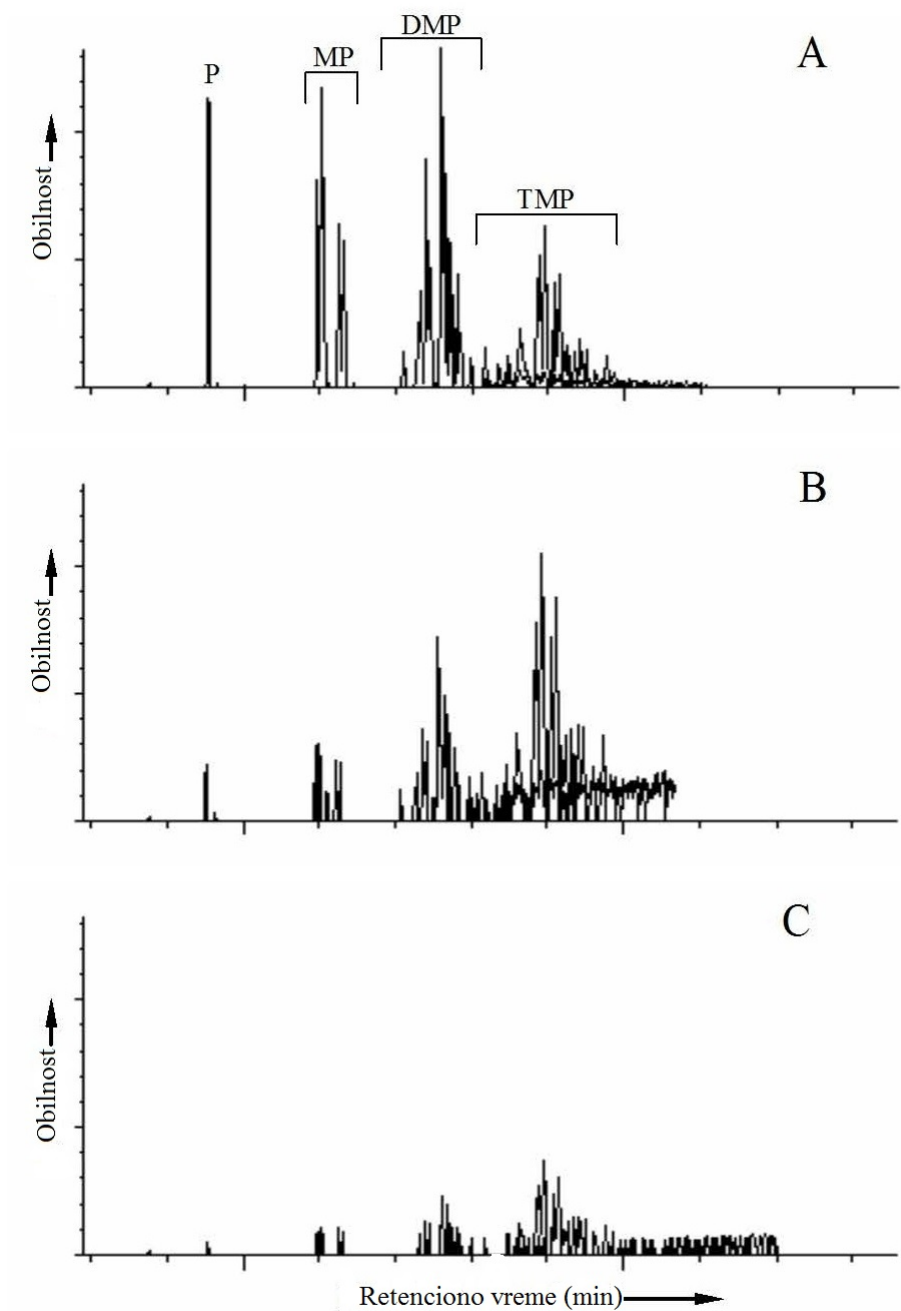 A
DMP
MP
P
TMP
Obilnost
B
Obilnost
C
Obilnost
Retenciono vreme (min)